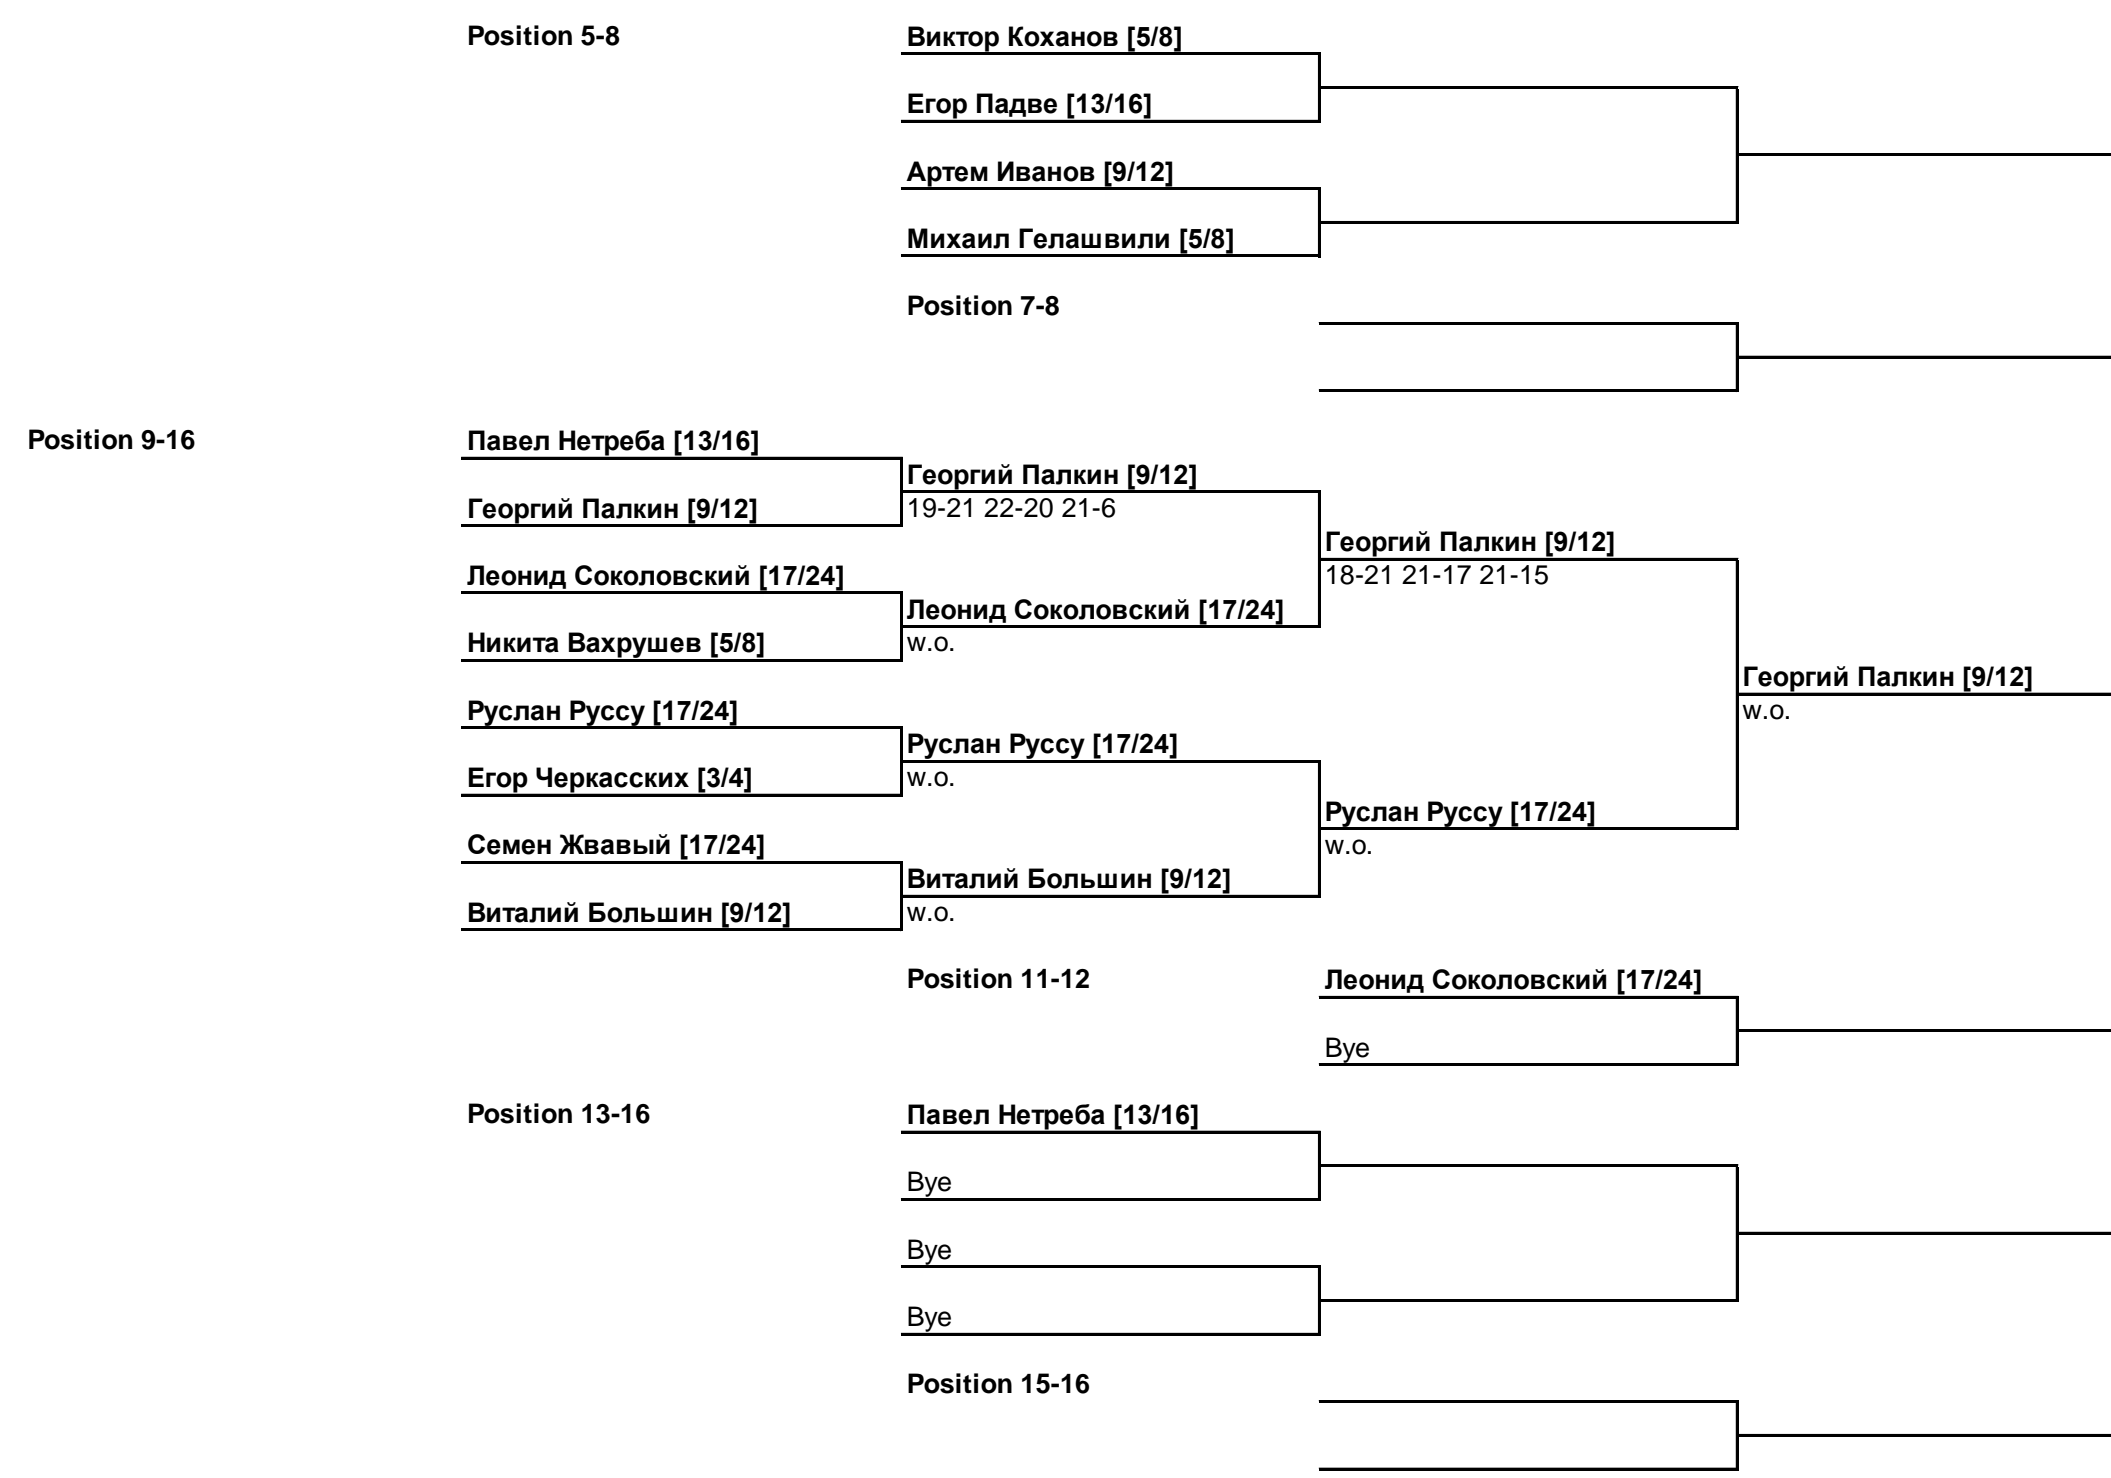 Position 5-8
Виктор Коханов [5/8]
Егор Падве [13/16]
Артем Иванов [9/12]
Михаил Гелашвили [5/8]
Position 7-8
Position 9-16
Павел Нетреба [13/16]
Георгий Палкин [9/12]
Георгий Палкин [9/12]
19-21 22-20 21-6
Георгий Палкин [9/12]
18-21 21-17 21-15
Леонид Соколовский [17/24]
Леонид Соколовский [17/24]
Никита Вахрушев [5/8]
w.o.
Георгий Палкин [9/12]
w.o.
Руслан Руссу [17/24]
Руслан Руссу [17/24]
Егор Черкасских [3/4]
w.o.
Руслан Руссу [17/24]
w.o.
Семен Жвавый [17/24]
Виталий Большин [9/12]
Виталий Большин [9/12]
w.o.
Position 11-12
Леонид Соколовский [17/24]
Bye
Position 13-16
Павел Нетреба [13/16]
Bye
Bye
Bye
Position 15-16